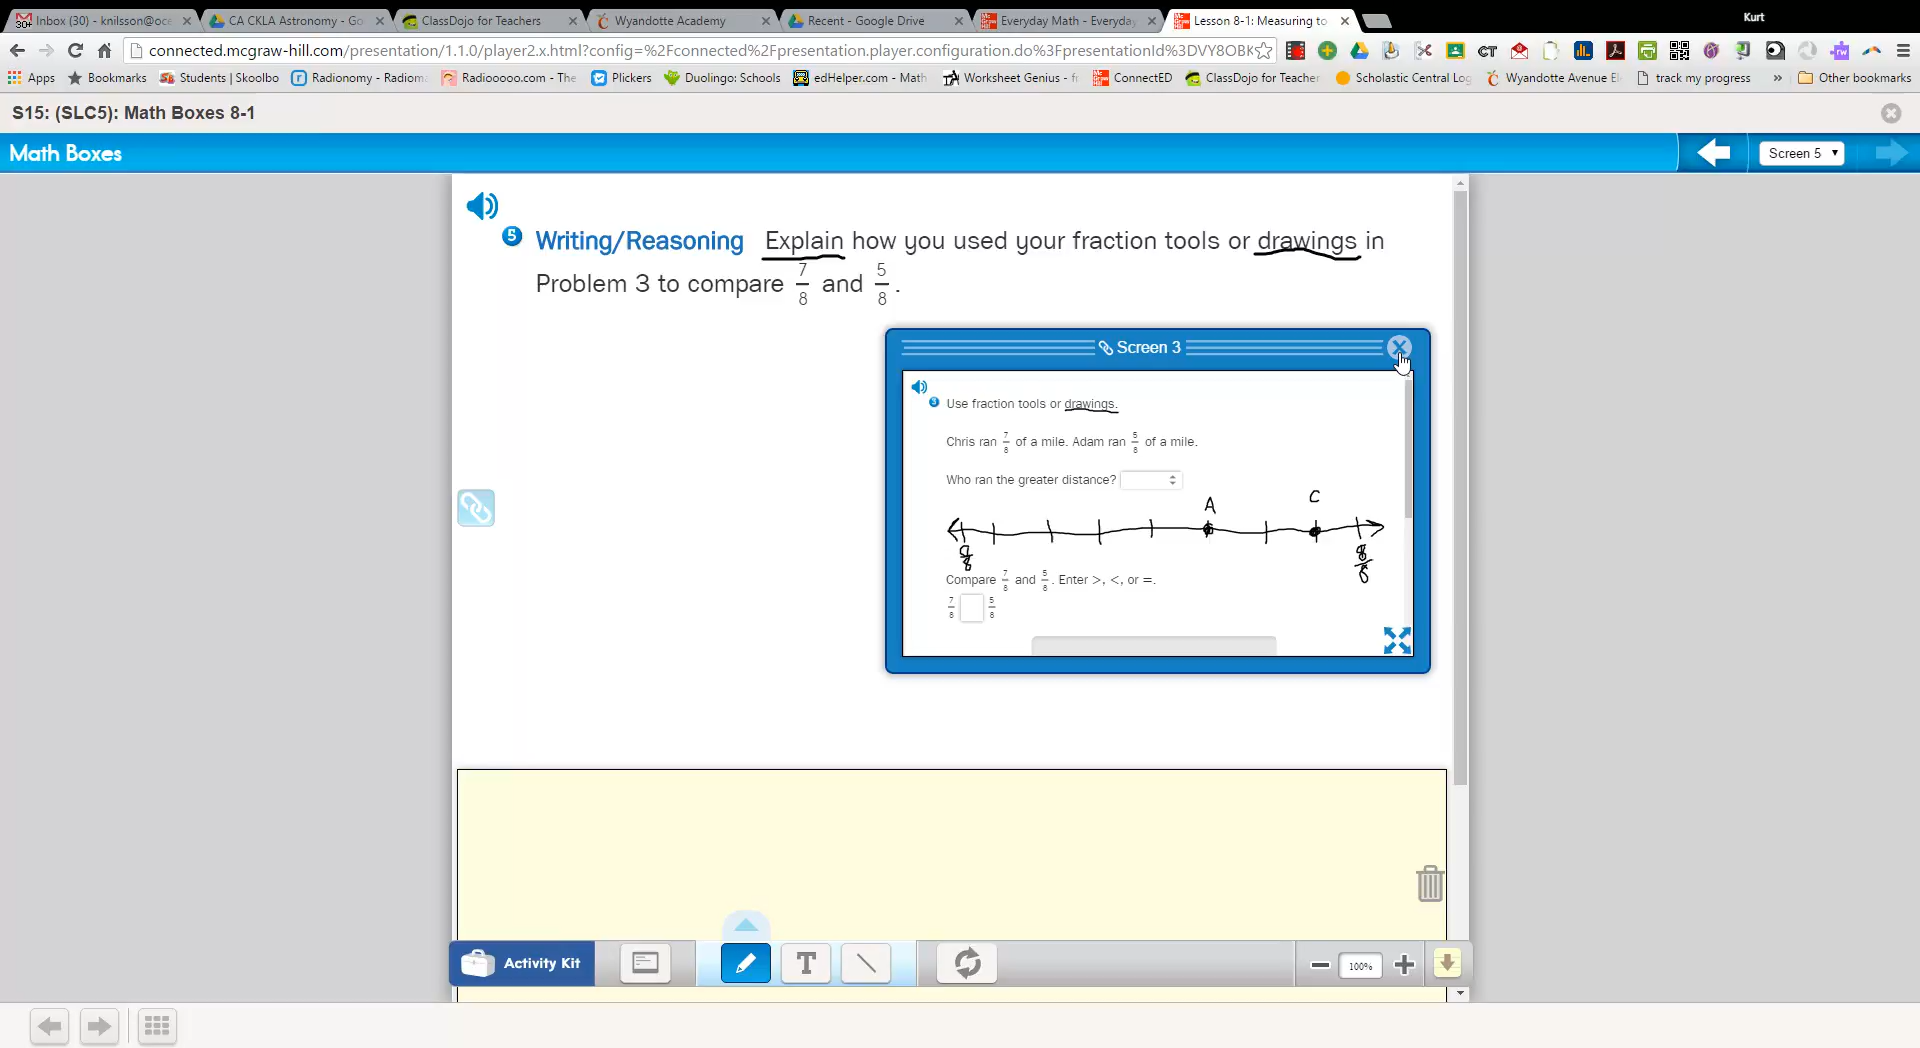 Inbox (30) - knilsson@oce
CA CKLA Astronomy - Go
ClassDojo for Teachers
Wyandotte Academy
Recent - Google Drive
Everyday Math - Everyday
Lesson 8-1: Measuring to
Kurt
connected.mcgraw-hill.com/presentation/1.1.0/player2.x.html?config=%2Fconnected%2Fpresentation.player.configuration.do%3FpresentationId%3DVY8OBK
Apps
Bookmarks
Students | Skoolbo
Radionomy - Radiom
Radiooooo.com - The
Plickers
Duolingo: Schools
edHelper.com - Math
Worksheet Genius - f
ConnectED
ClassDojo for Teacher
Scholastic Central Log
Wyandotte Avenue El
track my progress
»
Other bookmarks
S15: (SLC5): Math Boxes 8-1
Math Boxes
Screen 5
5 Writing/Reasoning Explain how you used your fraction tools or drawings in
Problem 3 to compare 7/8 and 5/8.
Screen 3
3 Use fraction tools or drawings.
Chris ran 7/8 of a mile. Adam ran 5/8 of a mile.
Who ran the greater distance?
A C
8/8
Compare 7/8 and 5/8. Enter >, <, or =.
7/8 5/8
Activity Kit
T
100%